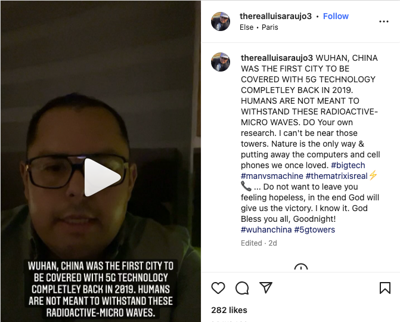 therealluisaraujo3 • Follow
Else • Paris
therealluisaraujo3 WUHAN, CHINA
WAS THE FIRST CITY TO BE
COVERED WITH 5G TECHNOLOGY
COMPLETLEY BACK IN 2019.
HUMANS ARE NOT MEANT TO
WITHSTAND THESE RADIOACTIVE-
MICRO WAVES. DO Your own
research. I can't be near those
towers. Nature is the only way &
putting away the computers and cell
phones we once loved. #bigtech
#manvsmachine #thematrixisreal⚡
📞 ... Do not want to leave you
feeling hopeless, in the end God will
give us the victory. I know it. God
Bless you all, Goodnight!
#wuhanchina #5gtowers
Edited · 2d
282 likes
WUHAN, CHINA WAS THE FIRST CITY TO
BE COVERED WITH 5G TECHNOLOGY
COMPLETLEY BACK IN 2019. HUMANS
ARE NOT MEANT TO WITHSTAND THESE
RADIOACTIVE-MICRO WAVES.